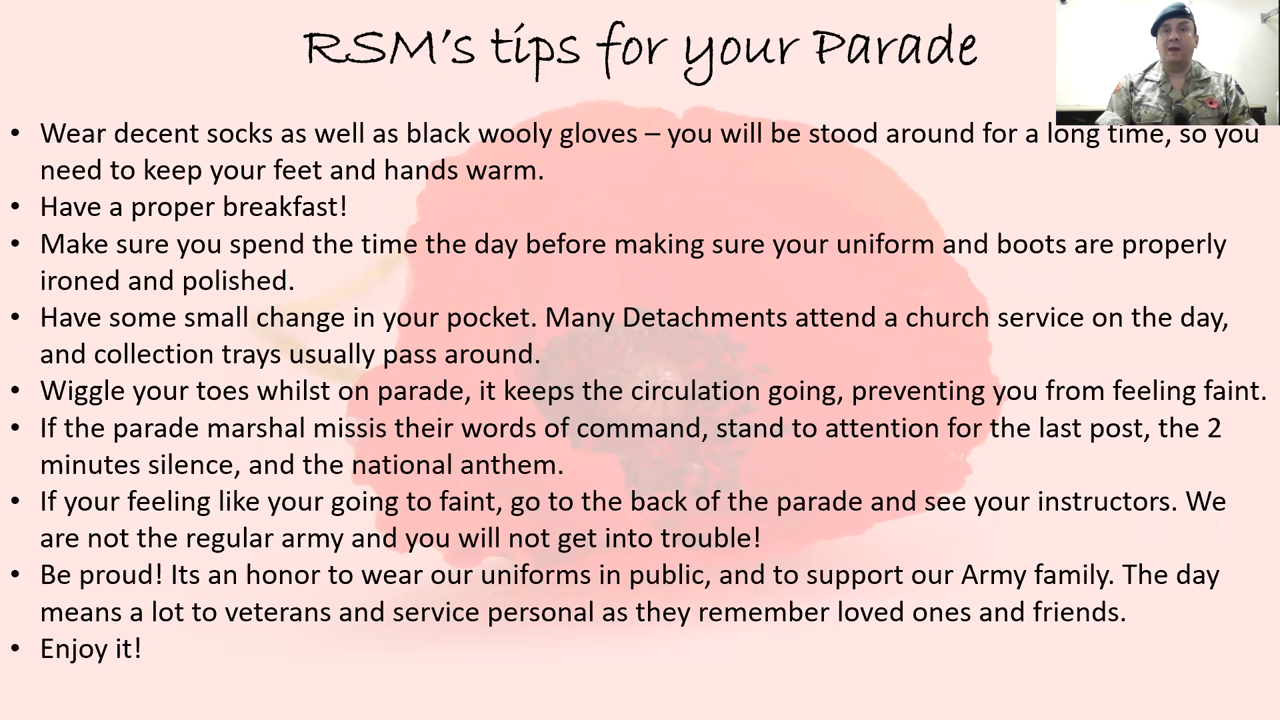 RSM's tips for your Parade
• Wear decent socks as well as black wooly gloves – you will be stood around for a long time, so you
need to keep your feet and hands warm.
• Have a proper breakfast!
• Make sure you spend the time the day before making sure your uniform and boots are properly
ironed and polished.
• Have some small change in your pocket. Many Detachments attend a church service on the day,
and collection trays usually pass around.
• Wiggle your toes whilst on parade, it keeps the circulation going, preventing you from feeling faint.
• If the parade marshal missis their words of command, stand to attention for the last post, the 2
minutes silence, and the national anthem.
• If your feeling like your going to faint, go to the back of the parade and see your instructors. We
are not the regular army and you will not get into trouble!
• Be proud! Its an honor to wear our uniforms in public, and to support our Army family. The day
means a lot to veterans and service personal as they remember loved ones and friends.
• Enjoy it!